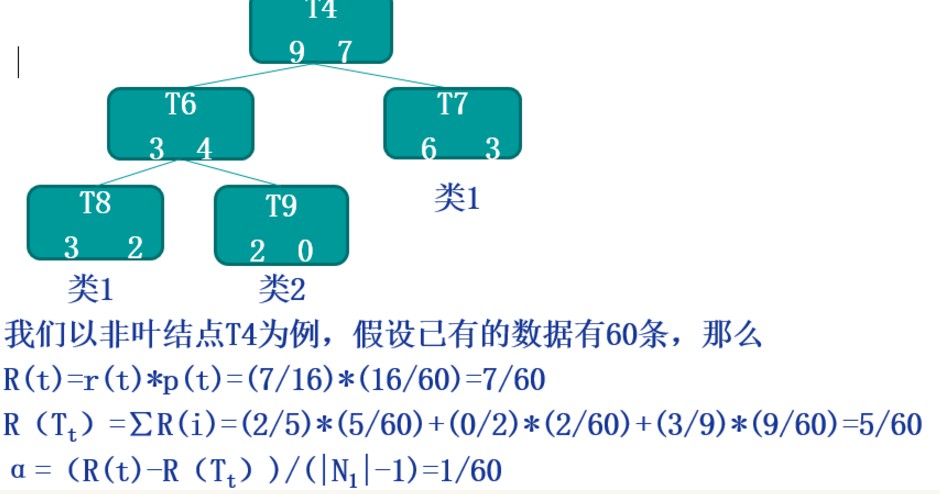 T4
9 7
T6
3 4
T7
6 3
类1
T8
3 2
类1
T9
2 0
类2
我们以非叶结点T4为例，假设已有的数据有60条，那么
R(t)=r(t)*p(t)=(7/16)*(16/60)=7/60
R（Tt）=∑R(i)=(2/5)*(5/60)+(0/2)*(2/60)+(3/9)*(9/60)=5/60
α=（R(t)-R（Tt））/(|N1|-1)=1/60